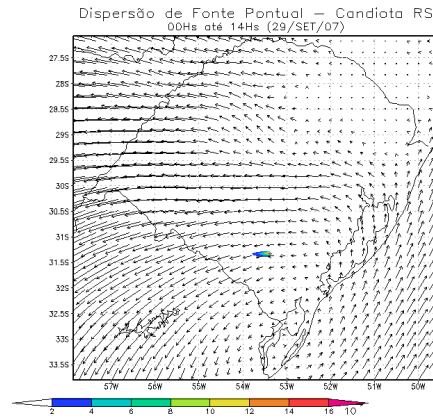 Dispersão de Fonte Pontual – Candiota RS
00Hs até 14Hs (29/SET/07)
27.5S
28S
28.5S
29S
29.5S
30S
30.5S
31S
31.5S
32S
32.5S
33S
33.5S
57W 56W 55W 54W 53W 52W 51W 50W
2 4 6 8 10 12 14 16 10